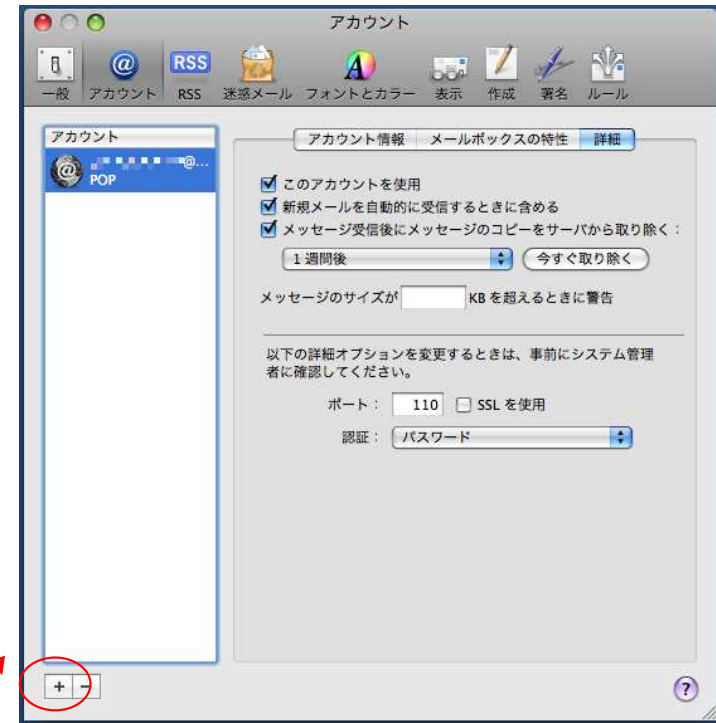 アカウント
一般 アカウント RSS 迷惑メール フォントとカラー 表示 作成 署名 ルール
RSS
アカウント
@...
POP
アカウント情報 メールボックスの特性 詳細
このアカウントを使用
新規メールを自動的に受信するときに含める
メッセージ受信後にメッセージのコピーをサーバから取り除く：
1 週間後 今すぐ取り除く
メッセージのサイズが KB を超えるときに警告
以下の詳細オプションを変更するときは、事前にシステム管理
者に確認してください。
ポート： 110 SSL を使用
認証： パスワード
+ -
?